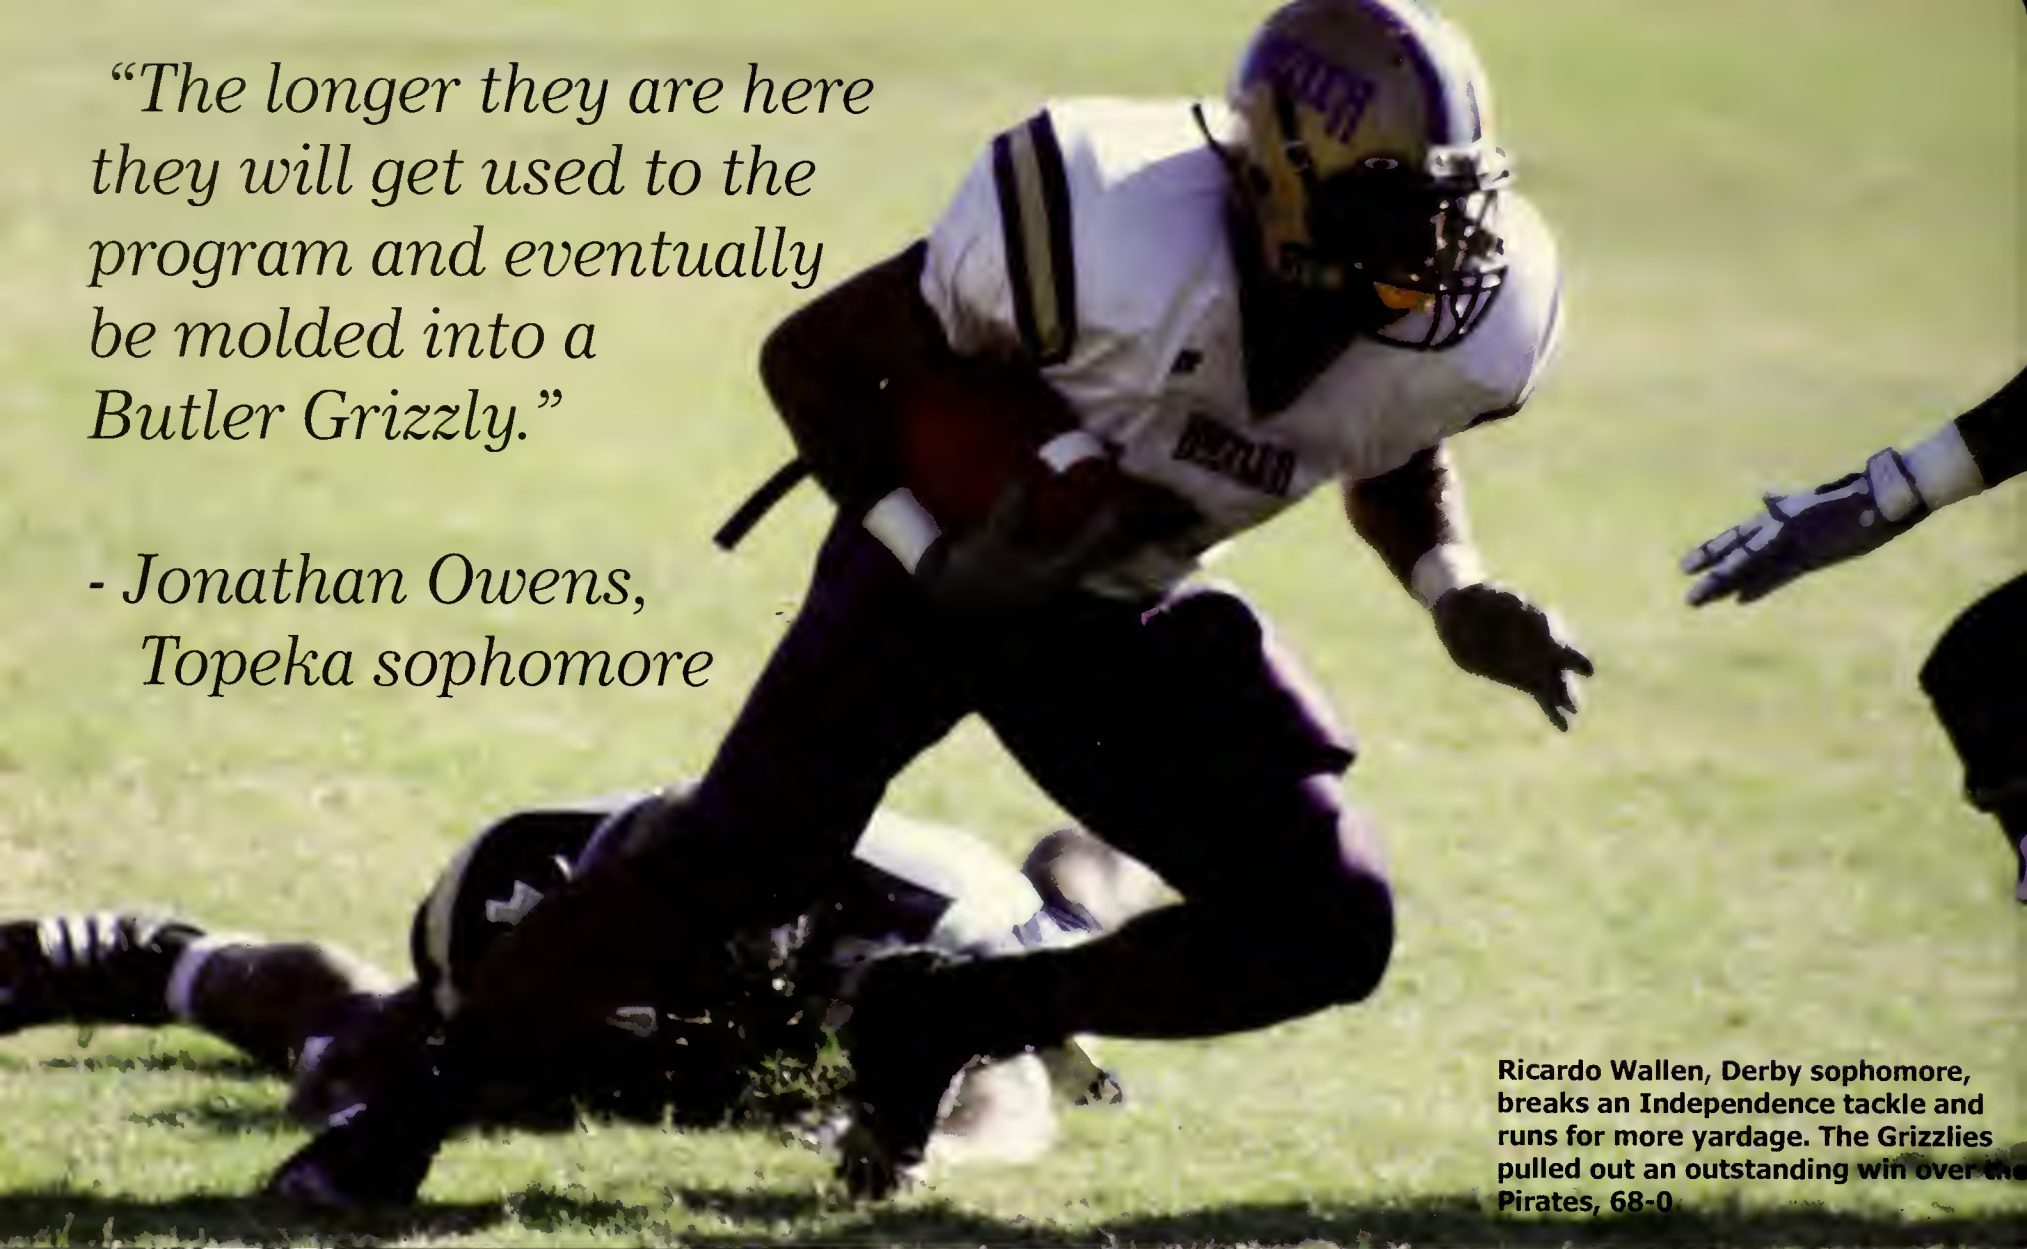 “The longer they are here
they will get used to the
program and eventually
be molded into a
Butler Grizzly.”
- Jonathan Owens,
Topeka sophomore
Ricardo Wallen, Derby sophomore,
breaks an Independence tackle and
runs for more yardage. The Grizzlies
pulled out an outstanding win over the
Pirates, 68-0